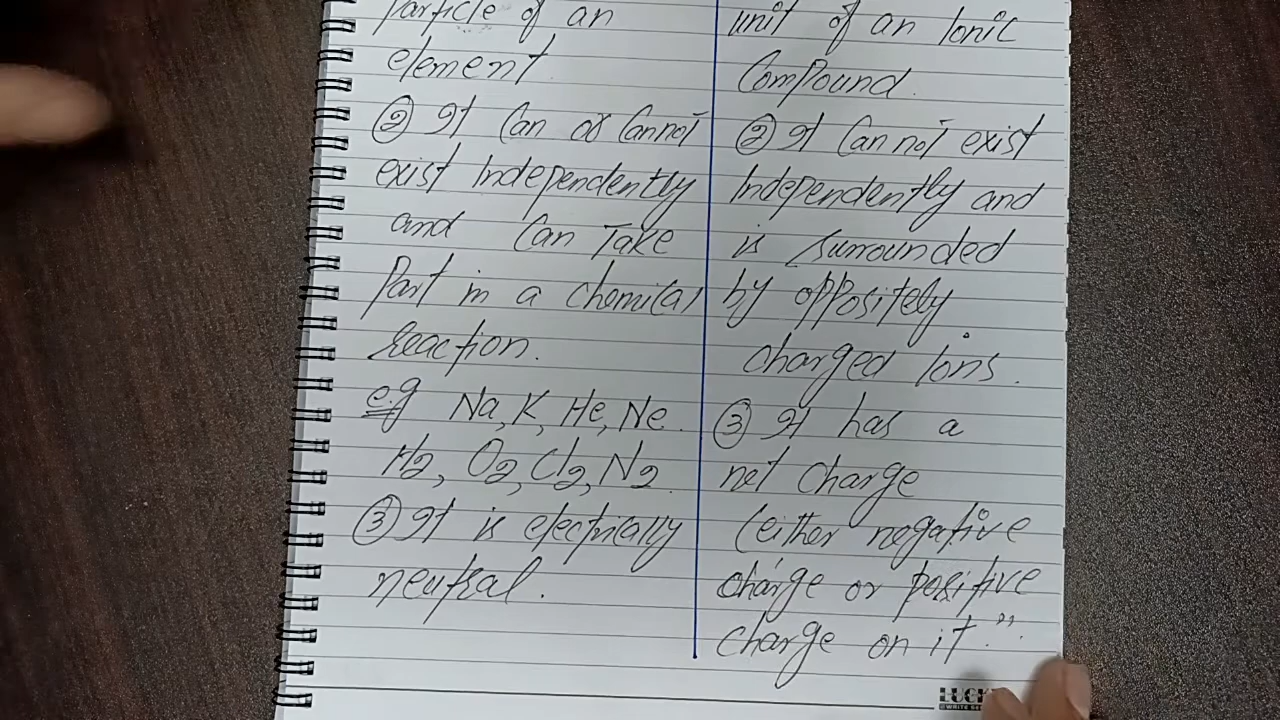 Particle of an
element
② It Can or Cannot
exist Independently
and Can Take
Part in a Chemical
Reaction.
e.g Na, K, He, Ne.
H2, O2, Cl2, N2.
③ It is electrically
neutral.
unit of an Ionic
Compound.
② It Can not exist
Independently and
is surrounded
by oppositely
charged Ions.
③ It has a
net Charge
(either negative
charge or positive
charge on it".